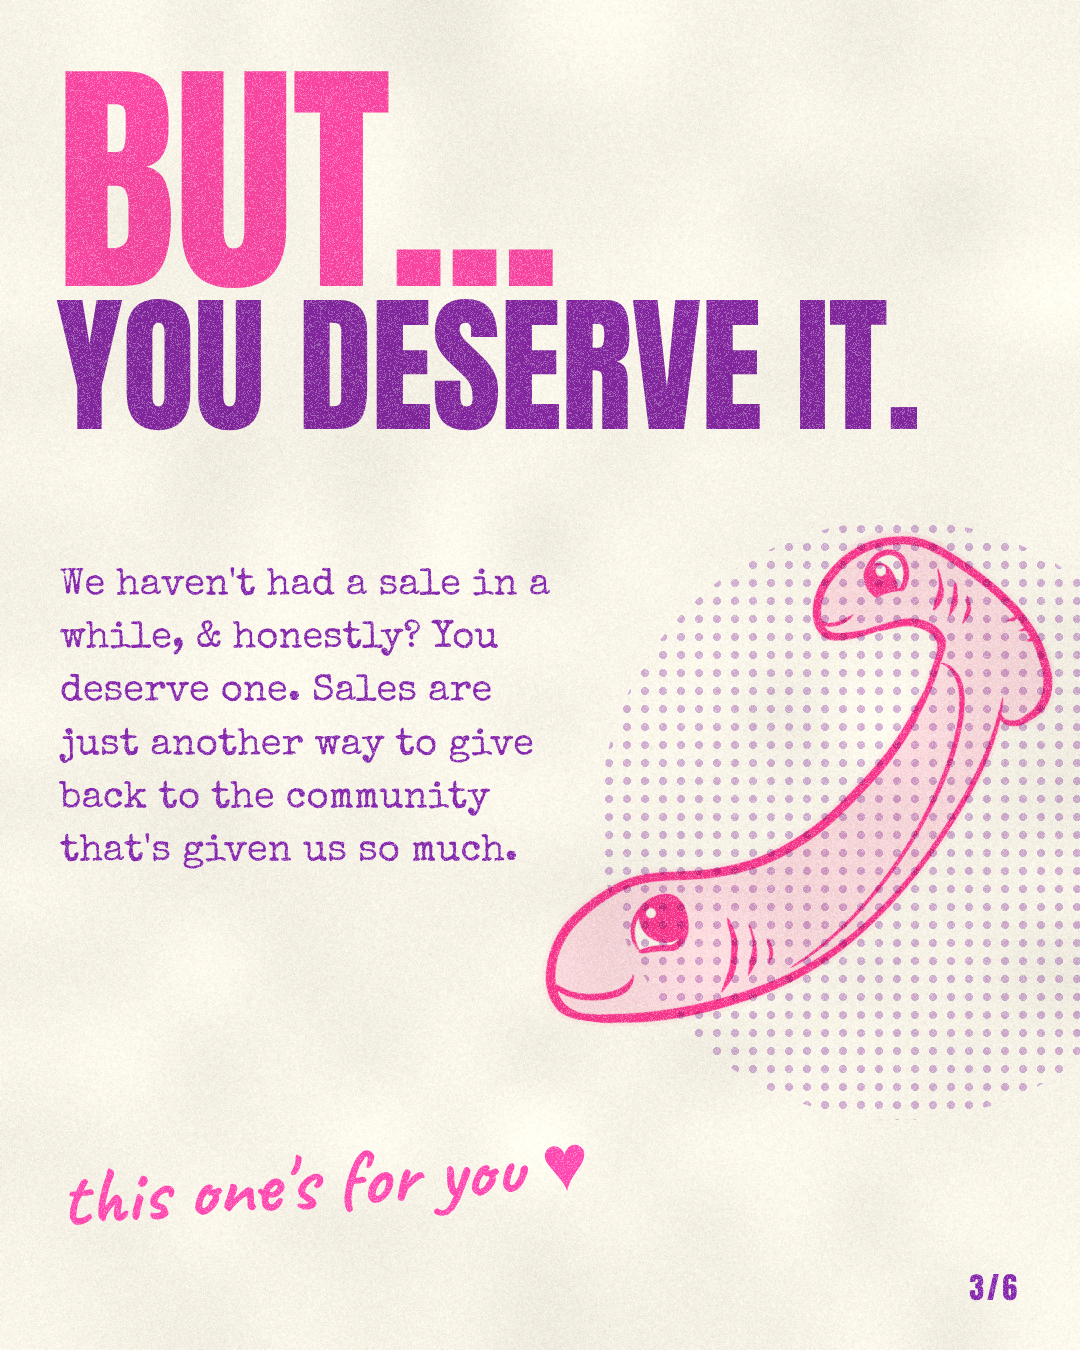 BUT...
YOU DESERVE IT.
We haven't had a sale in a
while, & honestly? You
deserve one. Sales are
just another way to give
back to the community
that's given us so much.
this one's for you ♥
3/6